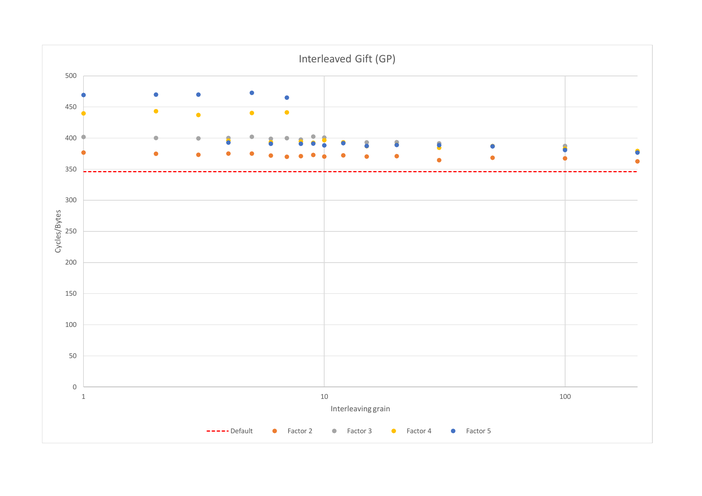 Interleaved Gift (GP)
500
450
400
350
300
250
200
150
100
50
0
Cycles/Bytes
1 10 100
Interleaving grain
Default Factor 2 Factor 3 Factor 4 Factor 5